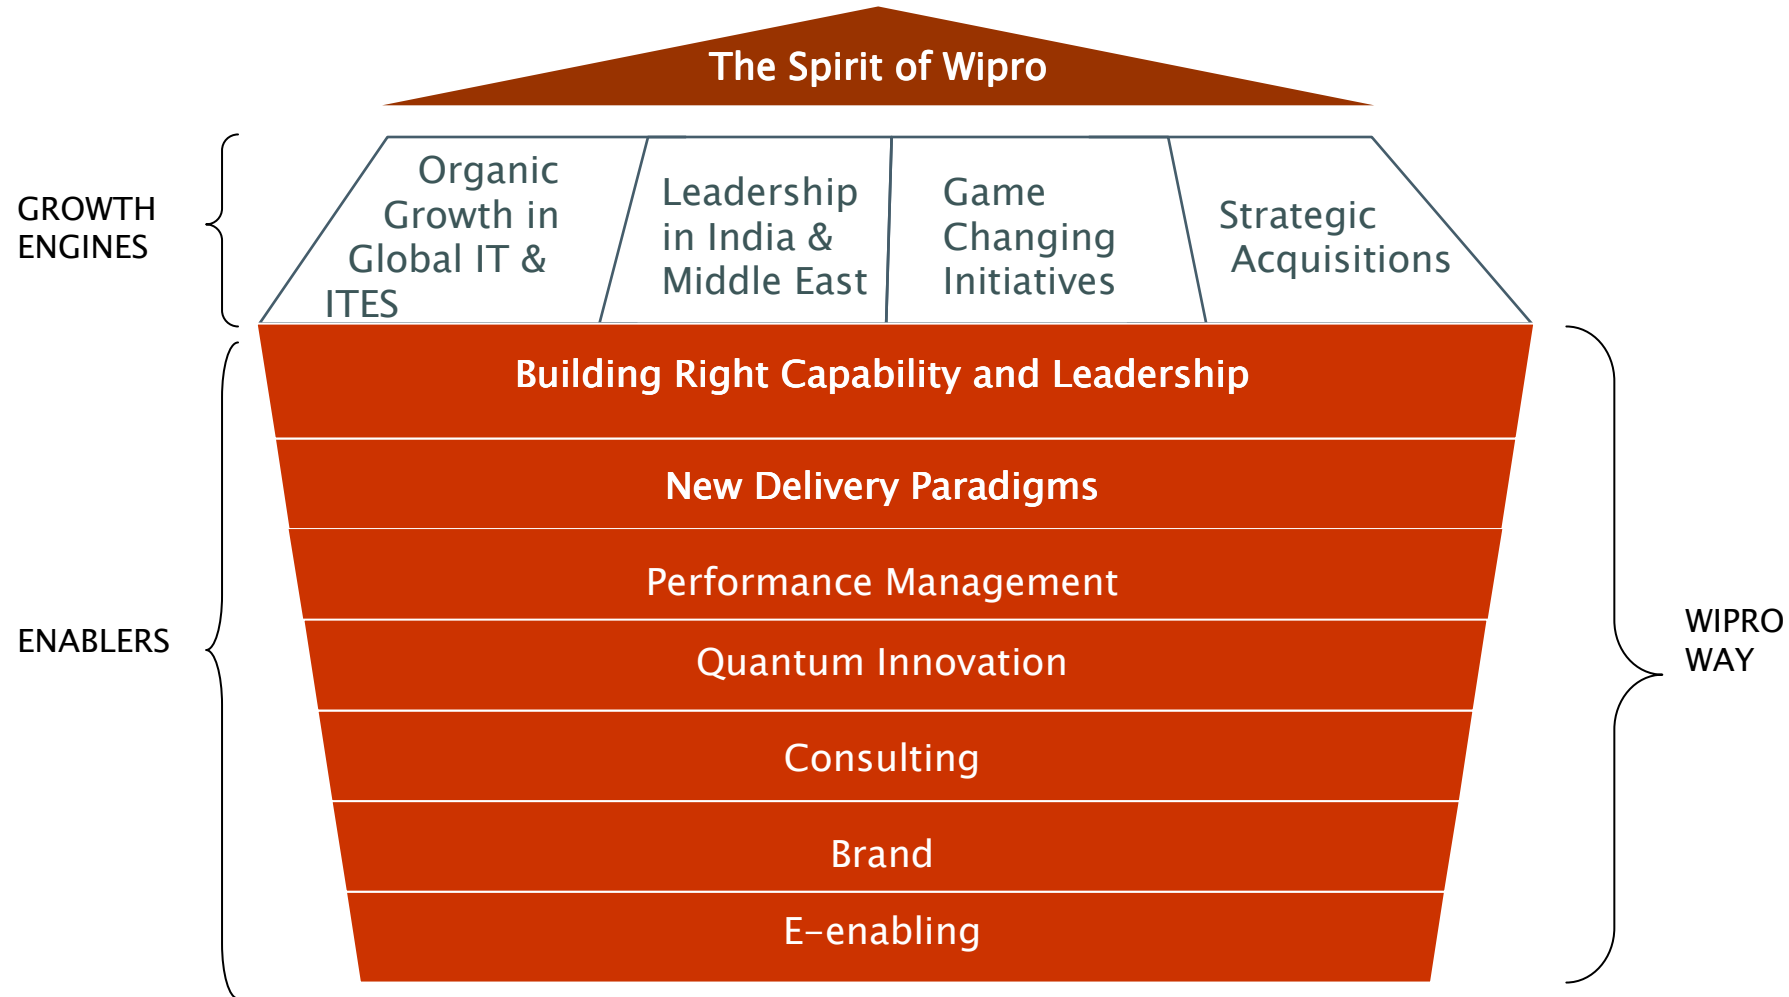 The Spirit of Wipro
GROWTH
ENGINES
Organic
Growth in
Global IT &
ITES
Leadership
in India &
Middle East
Game
Changing
Initiatives
Strategic
Acquisitions
Building Right Capability and Leadership
New Delivery Paradigms
Performance Management
ENABLERS
Quantum Innovation
Consulting
Brand
E-enabling
WIPRO
WAY